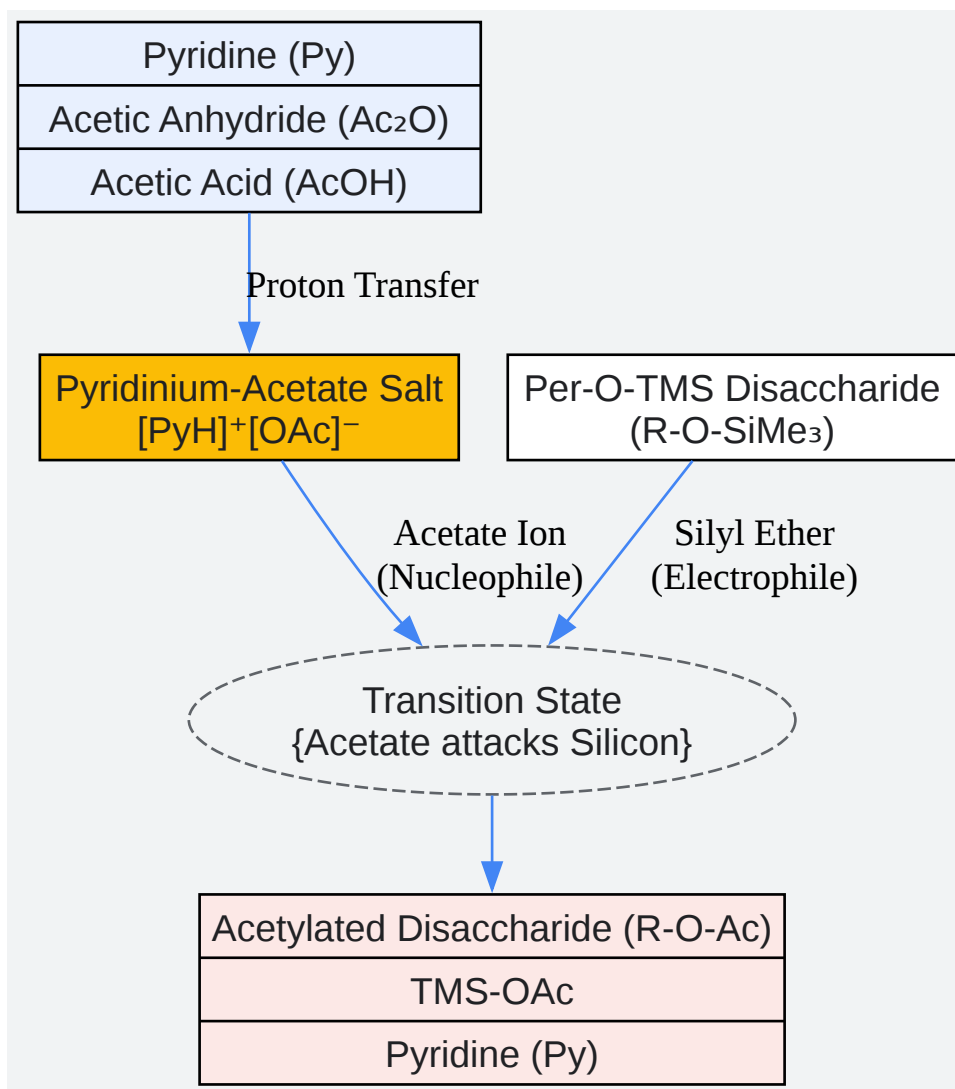 Pyridine (Py)
Acetic Anhydride (Ac₂O)
Acetic Acid (AcOH)
Proton Transfer
Pyridinium-Acetate Salt
[PyH]⁺[OAc]⁻
Per-O-TMS Disaccharide
(R-O-SiMe₃)
Acetate Ion
(Nucleophile)
Silyl Ether
(Electrophile)
Transition State
{Acetate attacks Silicon}
Acetylated Disaccharide (R-O-Ac)
TMS-OAc
Pyridine (Py)